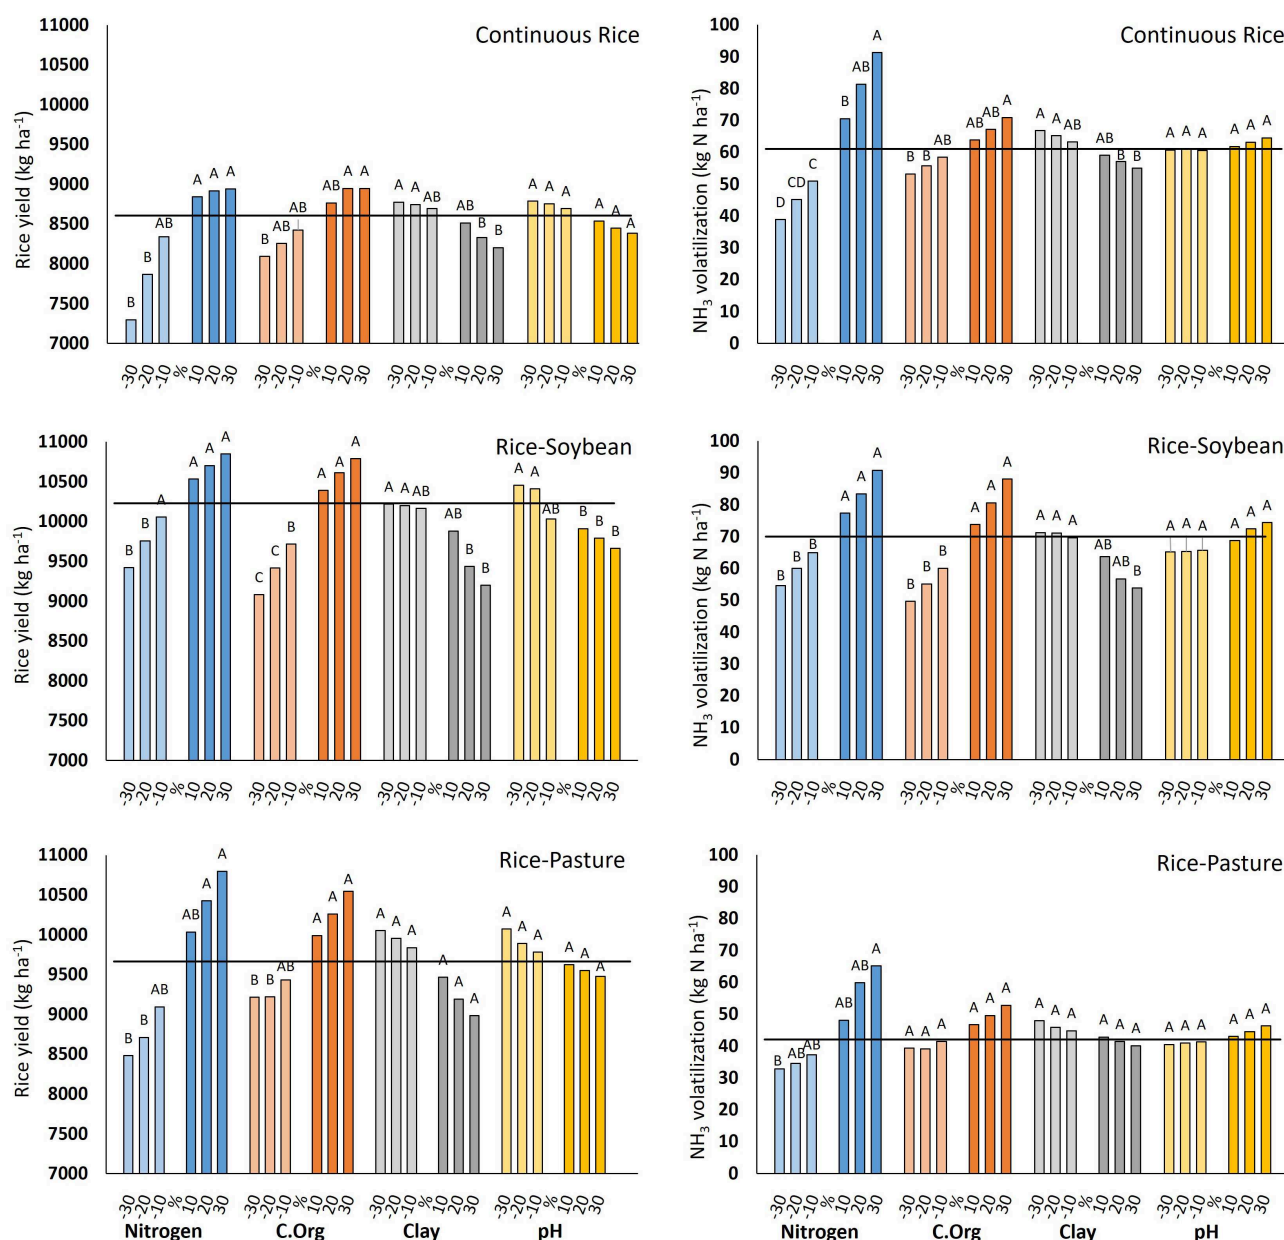 Continuous Rice
Rice yield (kg ha-1)
11000
10500
10000
9500
9000
8500
8000
7500
7000
B B AB A A A B AB AB AB A A A A AB AB B B A A A A A A
-30 -20 -10 % 10 20 30 -30 -20 -10 % 10 20 30 -30 -20 -10 % 10 20 30 -30 -20 -10 % 10 20 30
Continuous Rice
NH3 volatilization (kg N ha-1)
100
90
80
70
60
50
40
30
20
10
0
D CD C B AB A B B AB AB AB A A A AB AB B B A A A A A A
-30 -20 -10 % 10 20 30 -30 -20 -10 % 10 20 30 -30 -20 -10 % 10 20 30 -30 -20 -10 % 10 20 30
Rice-Soybean
Rice yield (kg ha-1)
11000
10500
10000
9500
9000
8500
8000
7500
7000
B B A A A A C C B A A A A A AB AB B B A A AB B B B
-30 -20 -10 % 10 20 30 -30 -20 -10 % 10 20 30 -30 -20 -10 % 10 20 30 -30 -20 -10 % 10 20 30
Rice-Soybean
NH3 volatilization (kg N ha-1)
100
90
80
70
60
50
40
30
20
10
0
B B B A A A B B B A A A A A A AB AB B A A A A A A
-30 -20 -10 % 10 20 30 -30 -20 -10 % 10 20 30 -30 -20 -10 % 10 20 30 -30 -20 -10 % 10 20 30
Rice-Pasture
Rice yield (kg ha-1)
11000
10500
10000
9500
9000
8500
8000
7500
7000
B B AB AB A A B B AB A A A A A A A A A A A A A A A
-30 -20 -10 % 10 20 30 -30 -20 -10 % 10 20 30 -30 -20 -10 % 10 20 30 -30 -20 -10 % 10 20 30
Nitrogen C.Org Clay pH
Rice-Pasture
NH3 volatilization (kg N ha-1)
100
90
80
70
60
50
40
30
20
10
0
B AB AB AB AB A A A A A A A A A A A A A A A A A A A
-30 -20 -10 % 10 20 30 -30 -20 -10 % 10 20 30 -30 -20 -10 % 10 20 30 -30 -20 -10 % 10 20 30
Nitrogen C.Org Clay pH